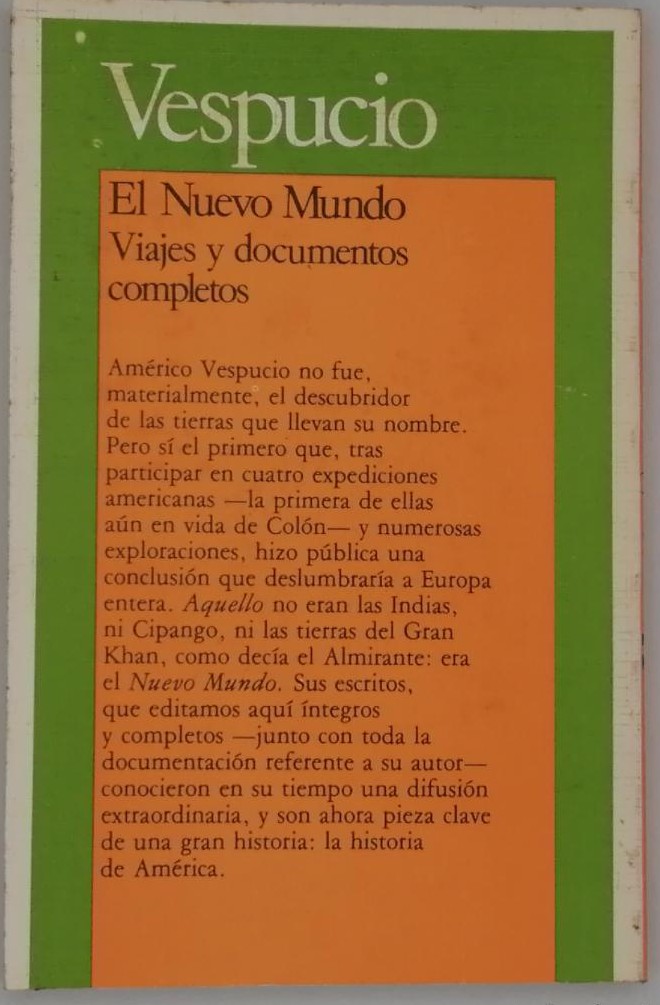 Vespucio
El Nuevo Mundo
Viajes y documentos
completos
Américo Vespucio no fue,
materialmente, el descubridor
de las tierras que llevan su nombre.
Pero sí el primero que, tras
participar en cuatro expediciones
americanas —la primera de ellas
aún en vida de Colón— y numerosas
exploraciones, hizo pública una
conclusión que deslumbraría a Europa
entera. Aquello no eran las Indias,
ni Cipango, ni las tierras del Gran
Khan, como decía el Almirante: era
el Nuevo Mundo. Sus escritos,
que editamos aquí íntegros
y completos —junto con toda la
documentación referente a su autor—
conocieron en su tiempo una difusión
extraordinaria, y son ahora pieza clave
de una gran historia: la historia
de América.